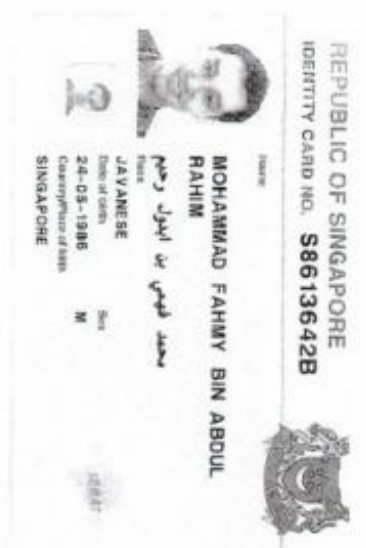 REPUBLIC OF SINGAPORE
IDENTITY CARD NO. S8613642B
Name
MOHAMMAD FAHMY BIN ABDUL
RAHIM
محمد فهمي بن ابدول رحيم
Race
JAVANESE
Date of birth Sex
24-05-1986 M
Country/Place of birth
SINGAPORE